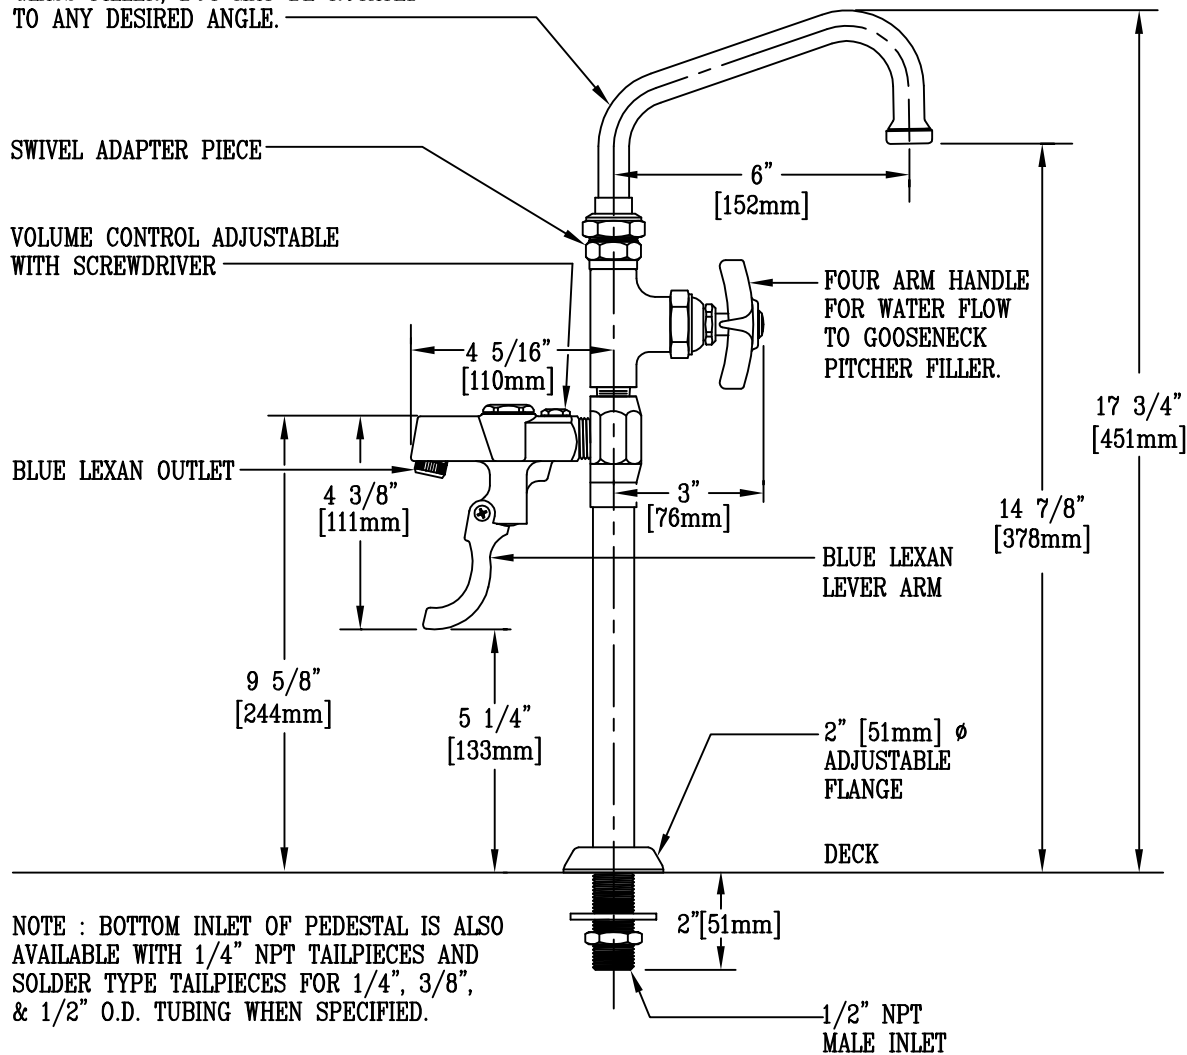 TO ANY DESIRED ANGLE.
SWIVEL ADAPTER PIECE
6"
[152mm]
VOLUME CONTROL ADJUSTABLE
WITH SCREWDRIVER
FOUR ARM HANDLE
FOR WATER FLOW
TO GOOSENECK
PITCHER FILLER.
4 5/16"
[110mm]
17 3/4"
[451mm]
BLUE LEXAN OUTLET
4 3/8"
[111mm]
3"
[76mm]
14 7/8"
[378mm]
BLUE LEXAN
LEVER ARM
9 5/8"
[244mm]
5 1/4"
[133mm]
2" [51mm] ø
ADJUSTABLE
FLANGE
DECK
2"[51mm]
NOTE : BOTTOM INLET OF PEDESTAL IS ALSO
AVAILABLE WITH 1/4" NPT TAILPIECES AND
SOLDER TYPE TAILPIECES FOR 1/4", 3/8",
& 1/2" O.D. TUBING WHEN SPECIFIED.
1/2" NPT
MALE INLET